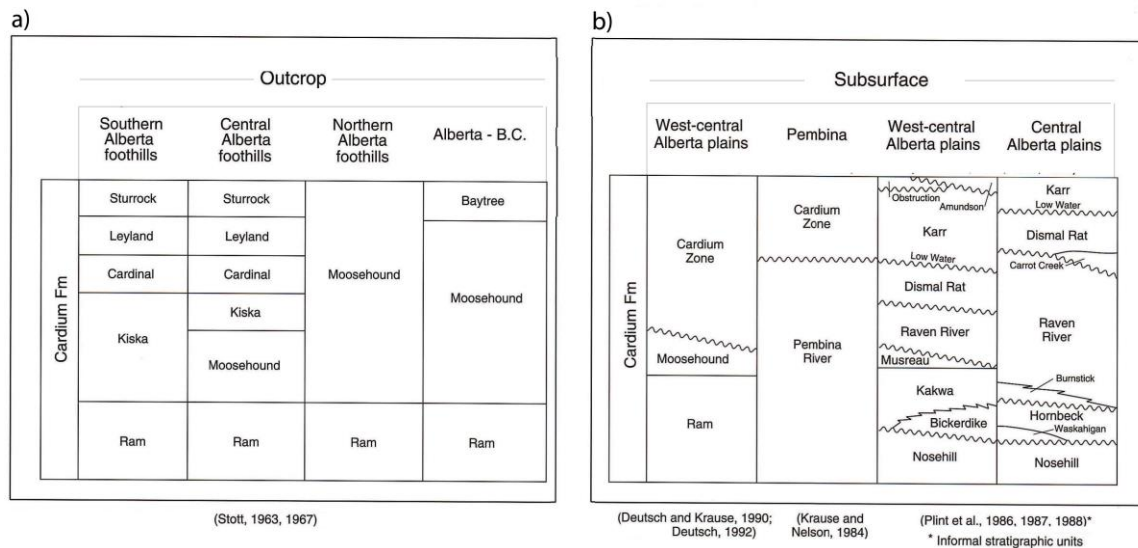 a)
Outcrop
Southern
Alberta
foothills
Central
Alberta
foothills
Northern
Alberta
foothills
Alberta - B.C.
Cardium Fm
Sturrock
Leyland
Cardinal
Kiska
Ram
Sturrock
Leyland
Cardinal
Kiska
Moosehound
Ram
Moosehound
Ram
Baytree
Moosehound
Ram
(Stott, 1963, 1967)
b)
Subsurface
West-central
Alberta plains
Pembina
West-central
Alberta plains
Central
Alberta plains
Cardium Fm
Cardium
Zone
Moosehound
Ram
Cardium
Zone
Pembina
River
Obstruction
Amundson
Karr
Low Water
Dismal Rat
Raven River
Musreau
Kakwa
Bickerdike
Nosehill
Karr
Low Water
Dismal Rat
Carrot Creek
Raven
River
Burnstick
Hornbeck
Waskahigan
Nosehill
(Deutsch and Krause, 1990;
Deutsch, 1992)
(Krause and
Nelson, 1984)
(Plint et al., 1986, 1987, 1988)*
* Informal stratigraphic units